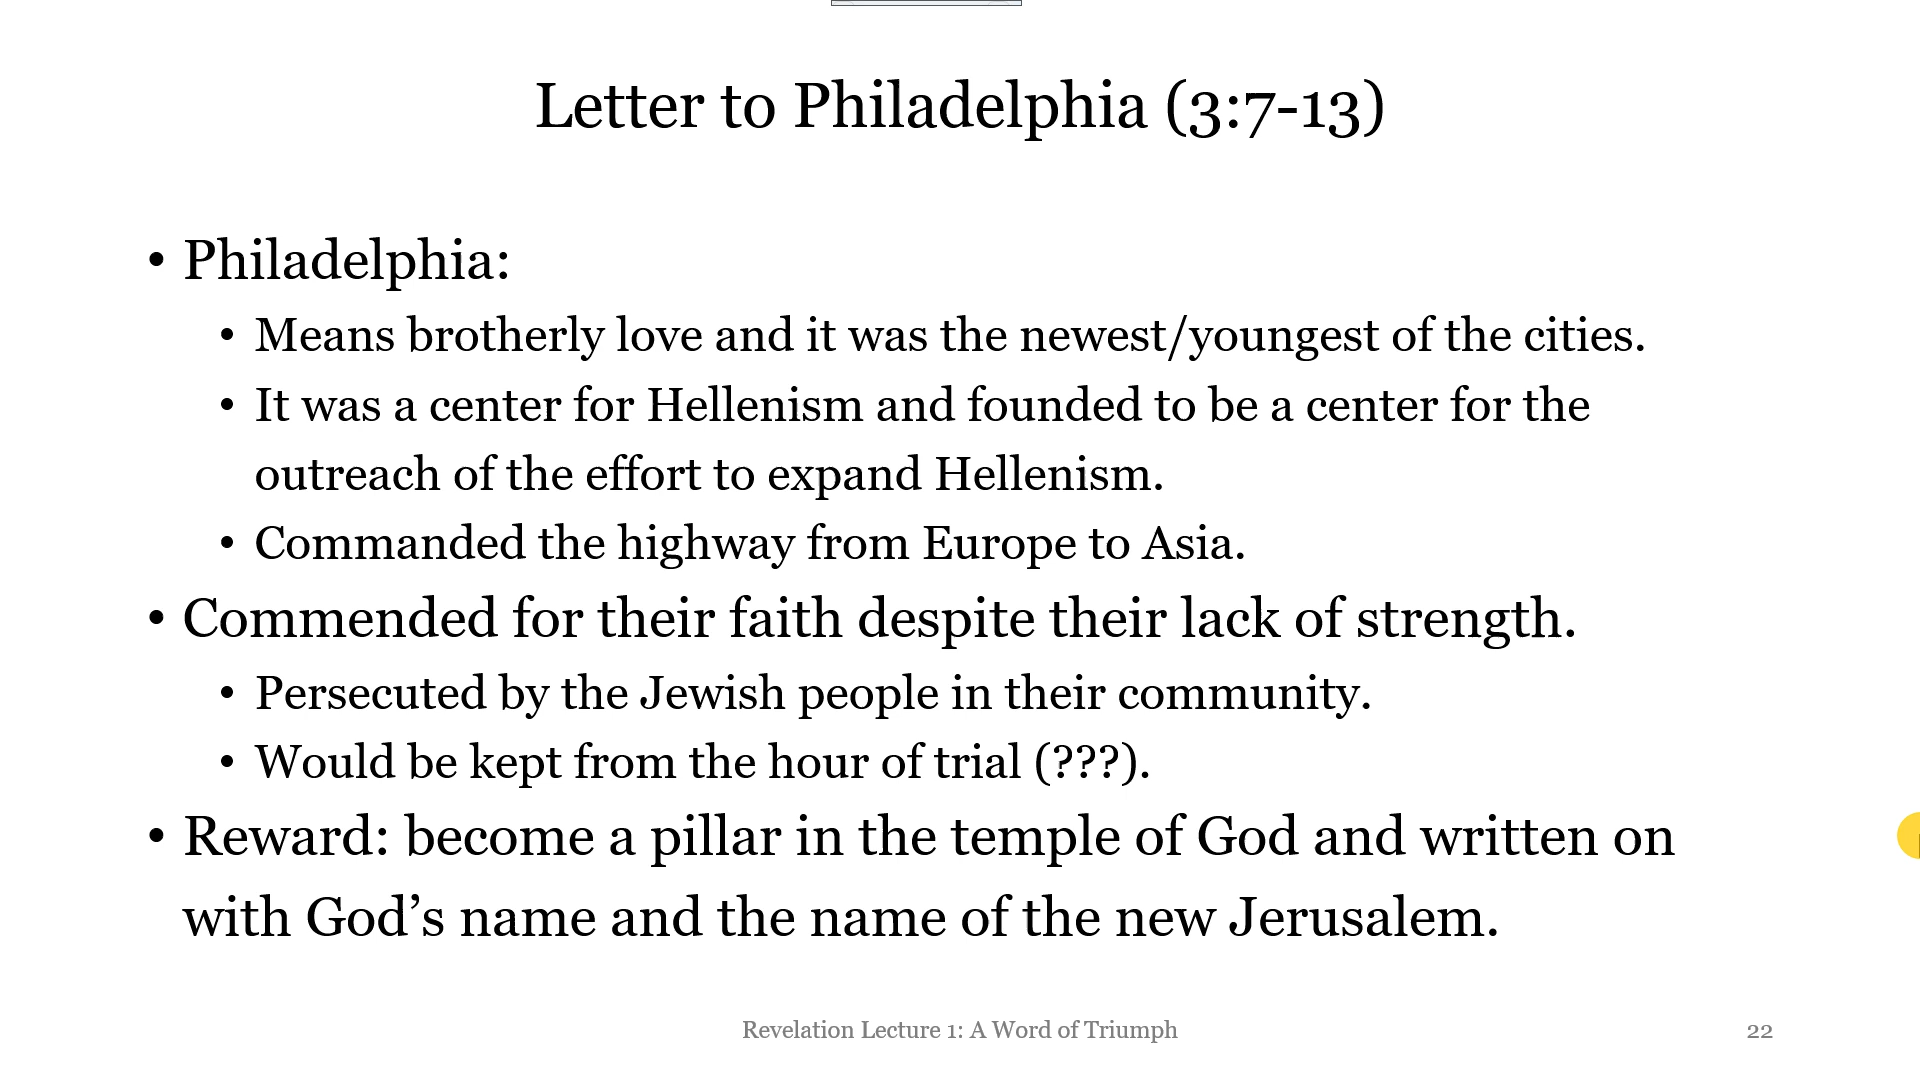 Letter to Philadelphia (3:7-13)
• Philadelphia:
• Means brotherly love and it was the newest/youngest of the cities.
• It was a center for Hellenism and founded to be a center for the
outreach of the effort to expand Hellenism.
• Commanded the highway from Europe to Asia.
• Commended for their faith despite their lack of strength.
• Persecuted by the Jewish people in their community.
• Would be kept from the hour of trial (???).
• Reward: become a pillar in the temple of God and written on
with God’s name and the name of the new Jerusalem.
Revelation Lecture 1: A Word of Triumph
22